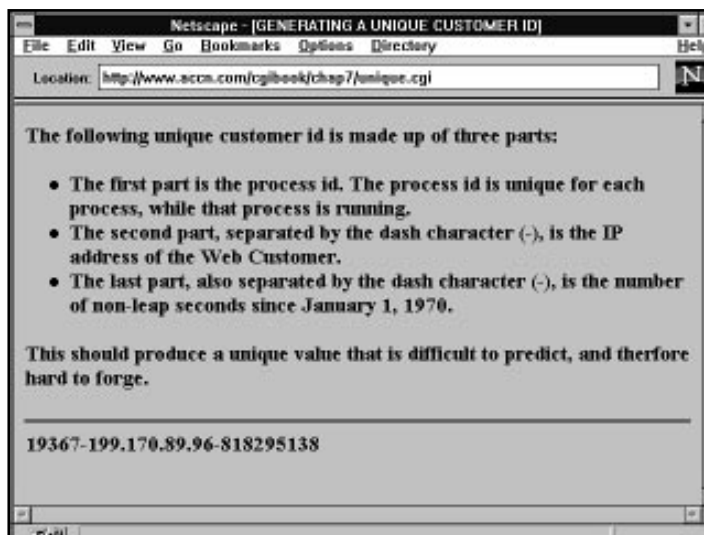 Netscape - [GENERATING A UNIQUE CUSTOMER ID]
File Edit View Go Bookmarks Options Directory Help
Location: http://www.accn.com/cgibook/chap7/unique.cgi
N
The following unique customer id is made up of three parts:
● The first part is the process id. The process id is unique for each
process, while that process is running.
● The second part, separated by the dash character (-), is the IP
address of the Web Customer.
● The last part, also separated by the dash character (-), is the number
of non-leap seconds since January 1, 1970.
This should produce a unique value that is difficult to predict, and therfore
hard to forge.
19367-199.170.89.96-818295138